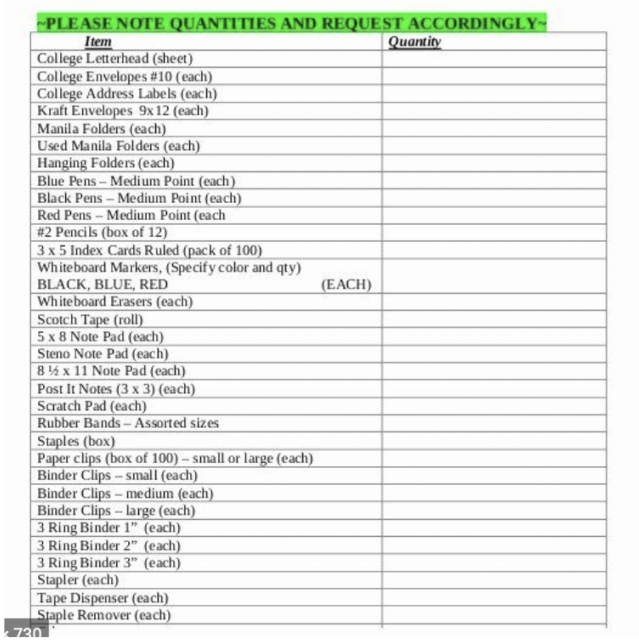 ~PLEASE NOTE QUANTITIES AND REQUEST ACCORDINGLY~
Item Quantity
College Letterhead (sheet)
College Envelopes #10 (each)
College Address Labels (each)
Kraft Envelopes 9x12 (each)
Manila Folders (each)
Used Manila Folders (each)
Hanging Folders (each)
Blue Pens – Medium Point (each)
Black Pens – Medium Point (each)
Red Pens – Medium Point (each
#2 Pencils (box of 12)
3 x 5 Index Cards Ruled (pack of 100)
Whiteboard Markers, (Specify color and qty)
BLACK, BLUE, RED (EACH)
Whiteboard Erasers (each)
Scotch Tape (roll)
5 x 8 Note Pad (each)
Steno Note Pad (each)
8 ½ x 11 Note Pad (each)
Post It Notes (3 x 3) (each)
Scratch Pad (each)
Rubber Bands – Assorted sizes
Staples (box)
Paper clips (box of 100) – small or large (each)
Binder Clips – small (each)
Binder Clips – medium (each)
Binder Clips – large (each)
3 Ring Binder 1” (each)
3 Ring Binder 2” (each)
3 Ring Binder 3” (each)
Stapler (each)
Tape Dispenser (each)
Staple Remover (each)